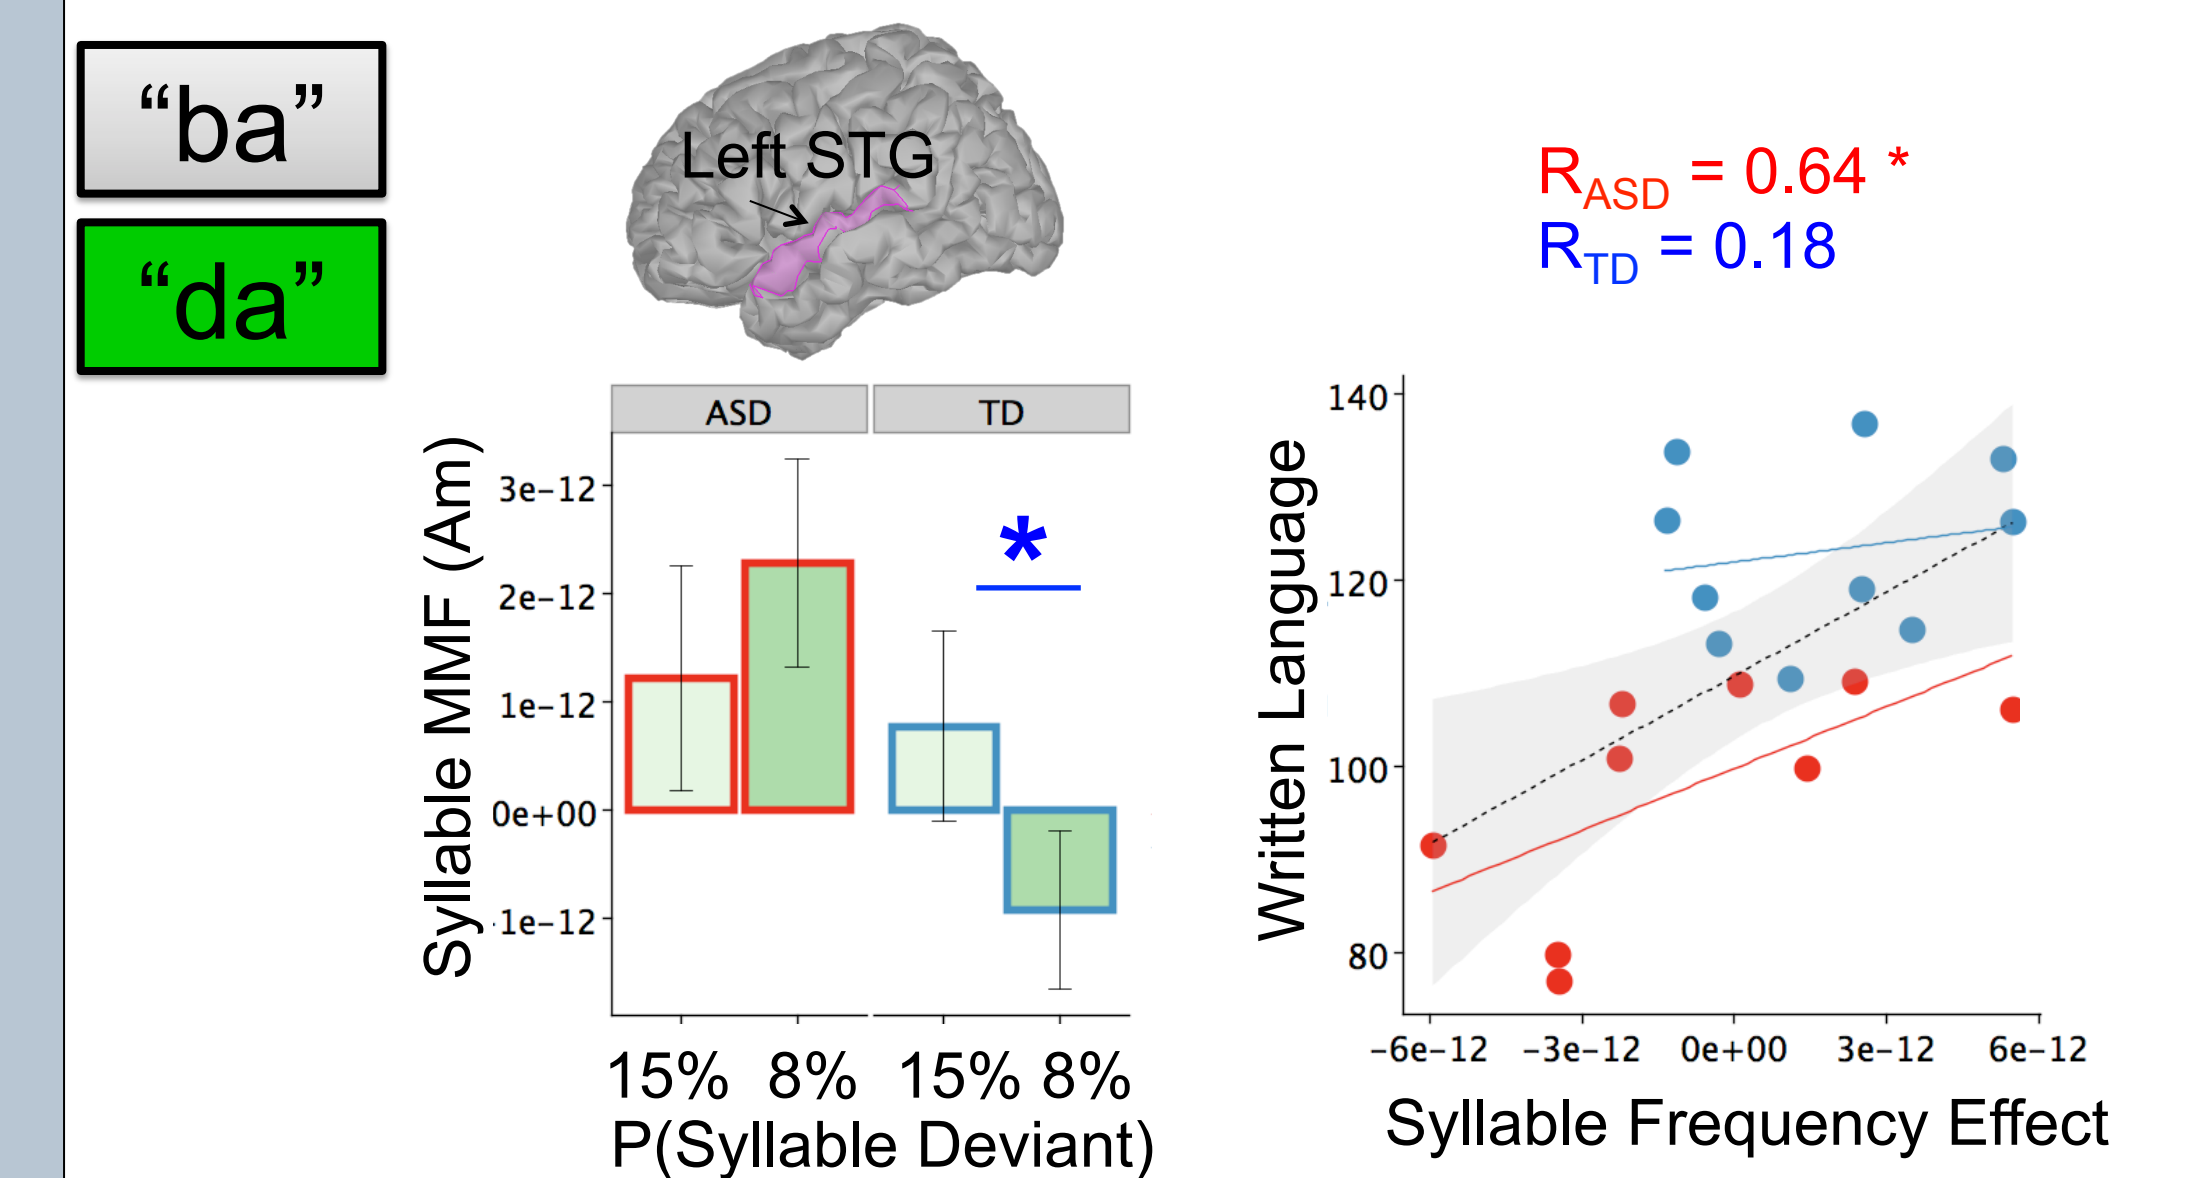 “ba”
“da”
Left STG
R_ASD = 0.64 *
R_TD = 0.18
ASD TD
Syllable MMF (Am)
3e-12
2e-12
1e-12
0e+00
-1e-12
*
15% 8% 15% 8%
P(Syllable Deviant)
Written Language
140
120
100
80
-6e-12 -3e-12 0e+00 3e-12 6e-12
Syllable Frequency Effect